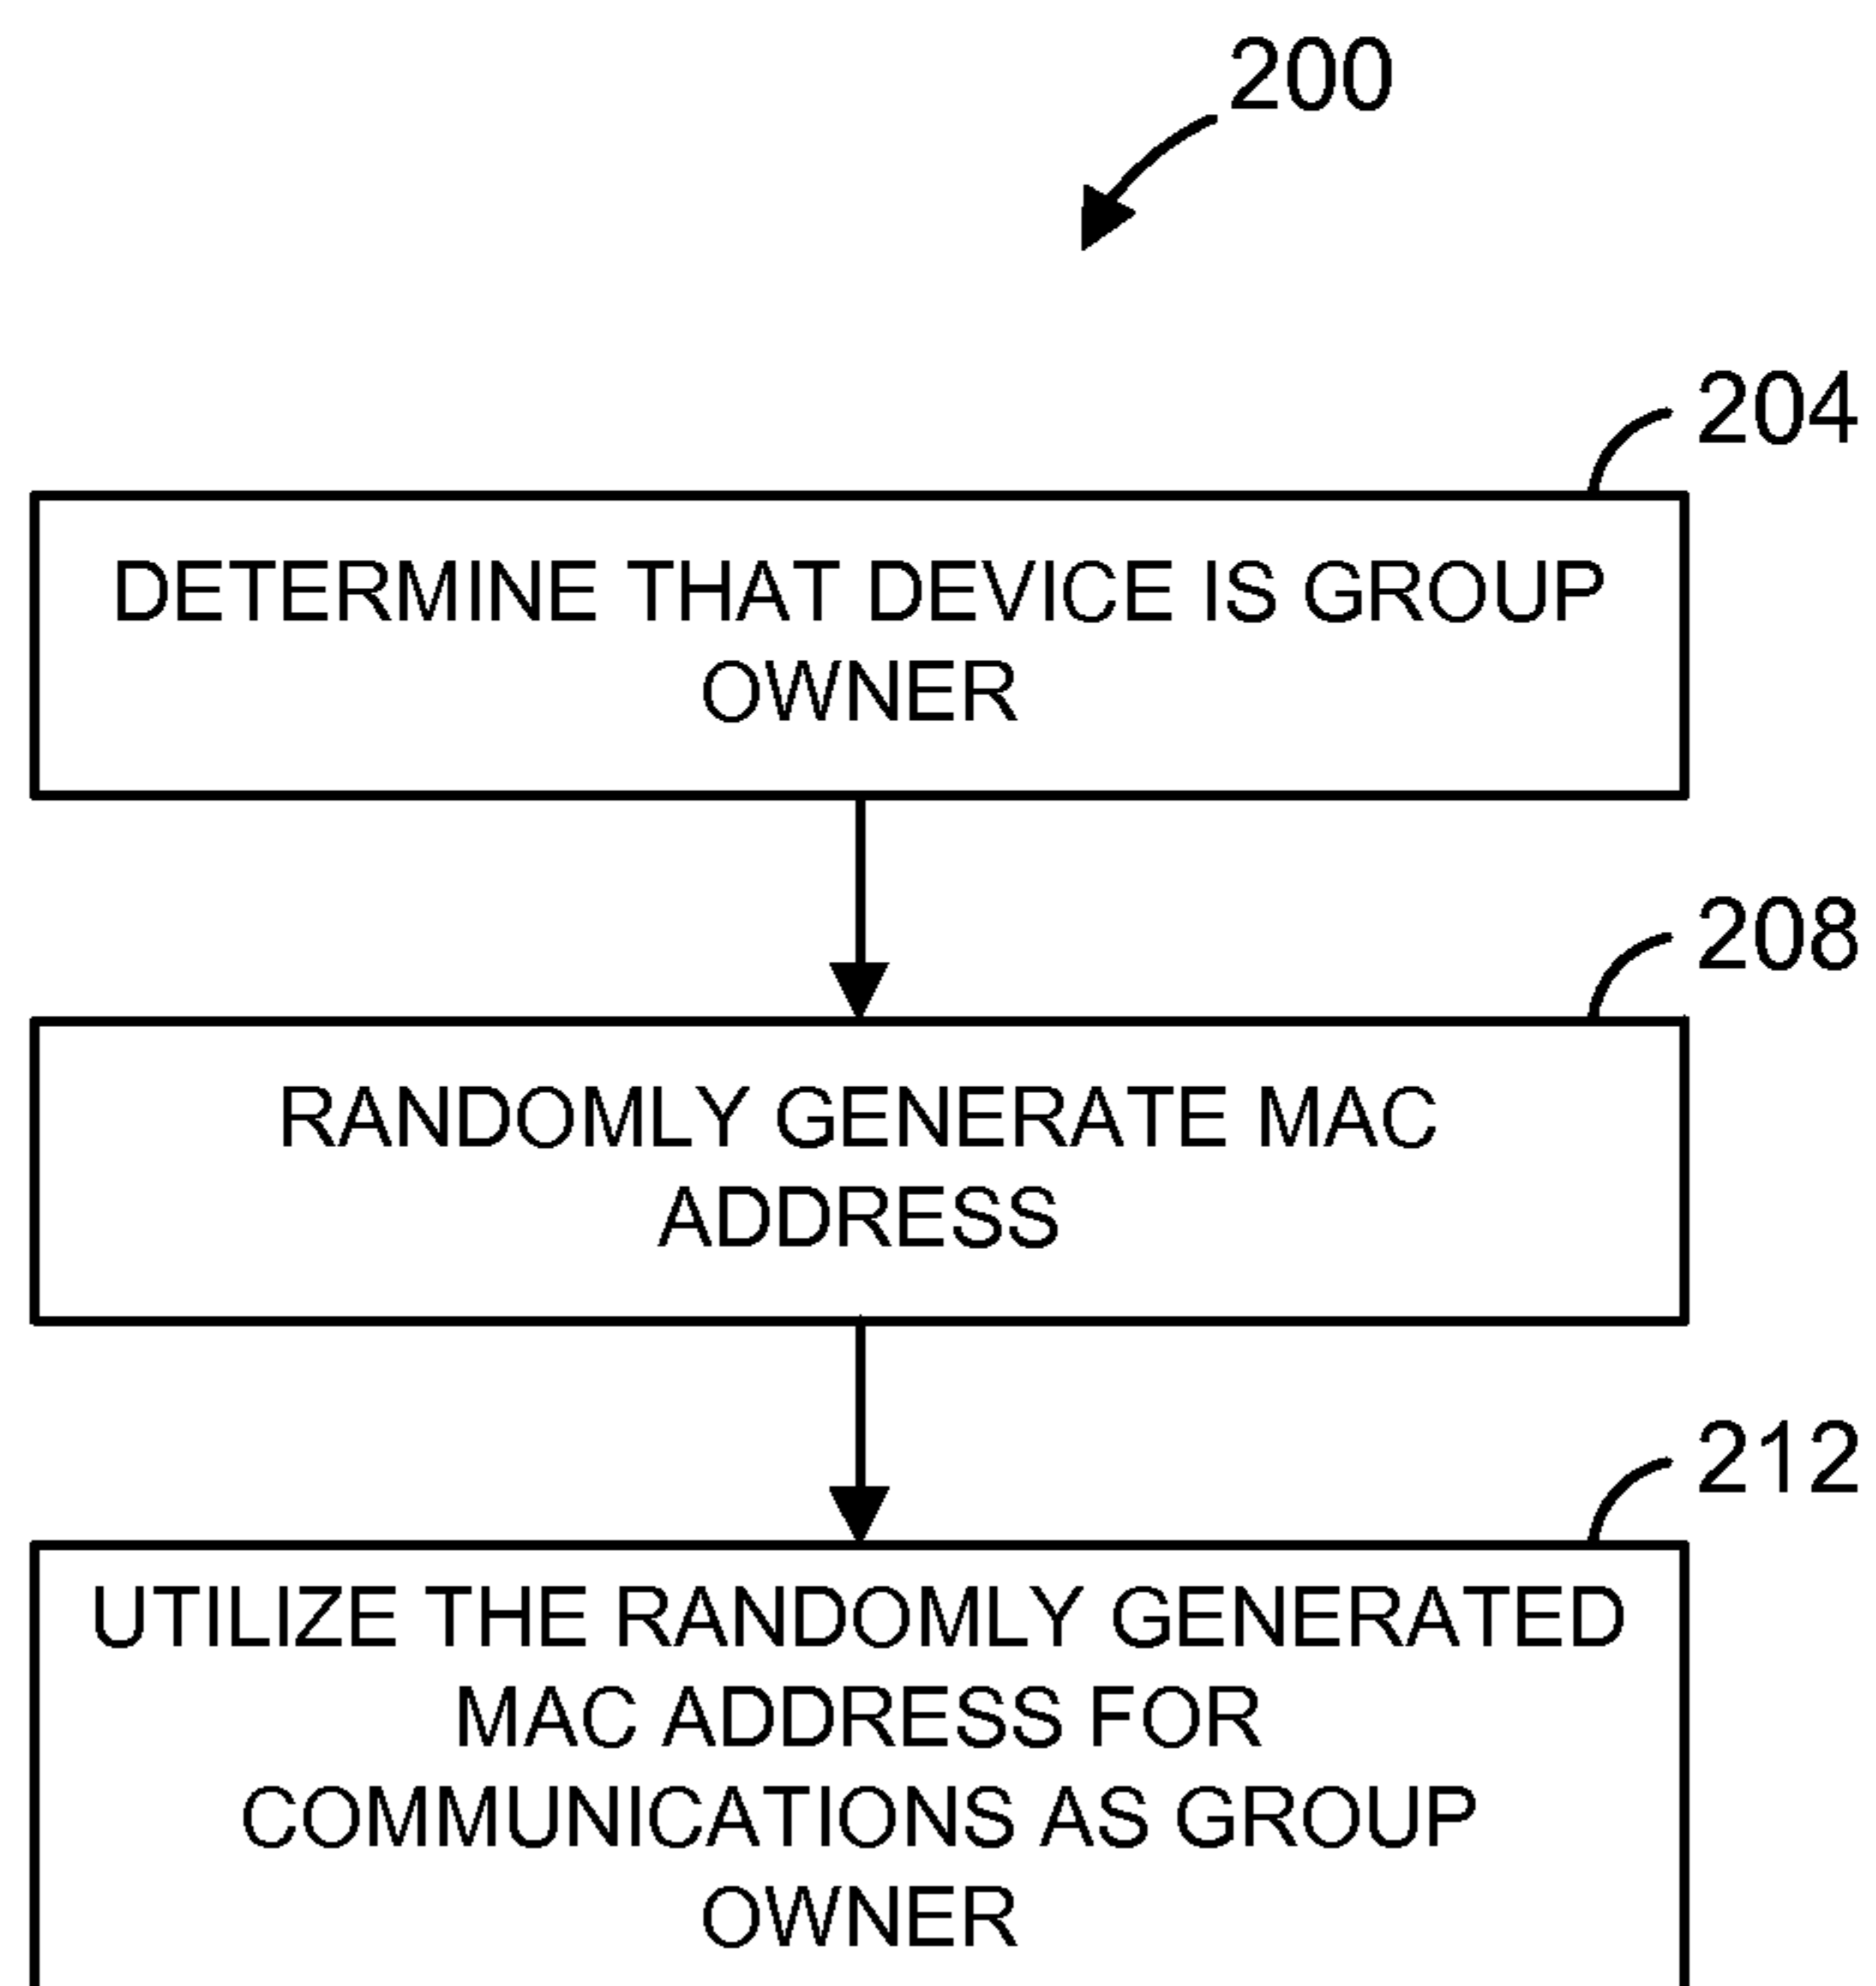 200
204
DETERMINE THAT DEVICE IS GROUP
OWNER
208
RANDOMLY GENERATE MAC
ADDRESS
212
UTILIZE THE RANDOMLY GENERATED
MAC ADDRESS FOR
COMMUNICATIONS AS GROUP
OWNER